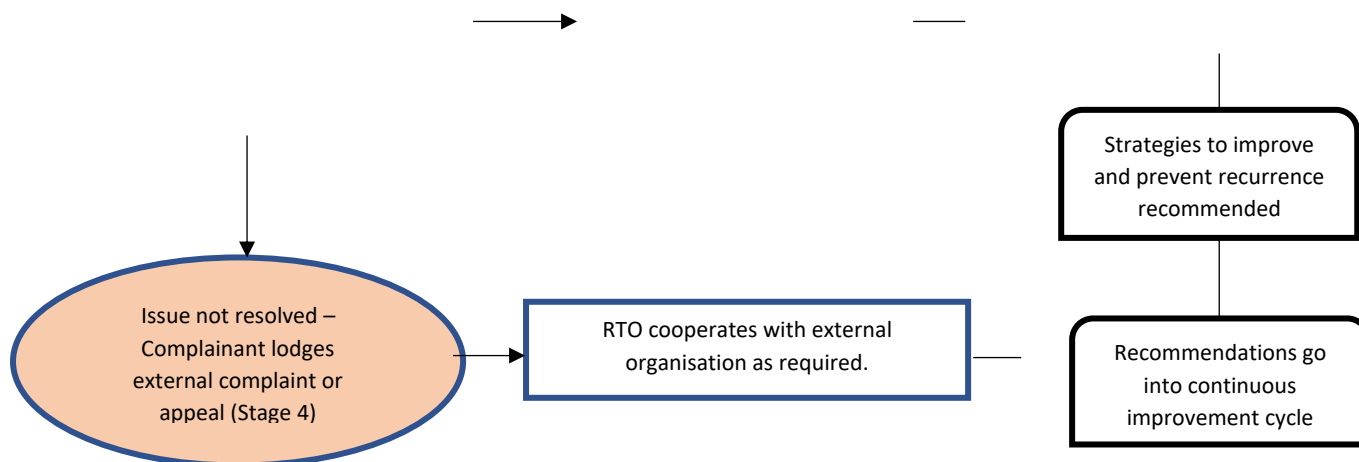 Strategies to improve
and prevent recurrence
recommended
Issue not resolved –
Complainant lodges
external complaint or
appeal (Stage 4)
RTO cooperates with external
organisation as required.
Recommendations go
into continuous
improvement cycle